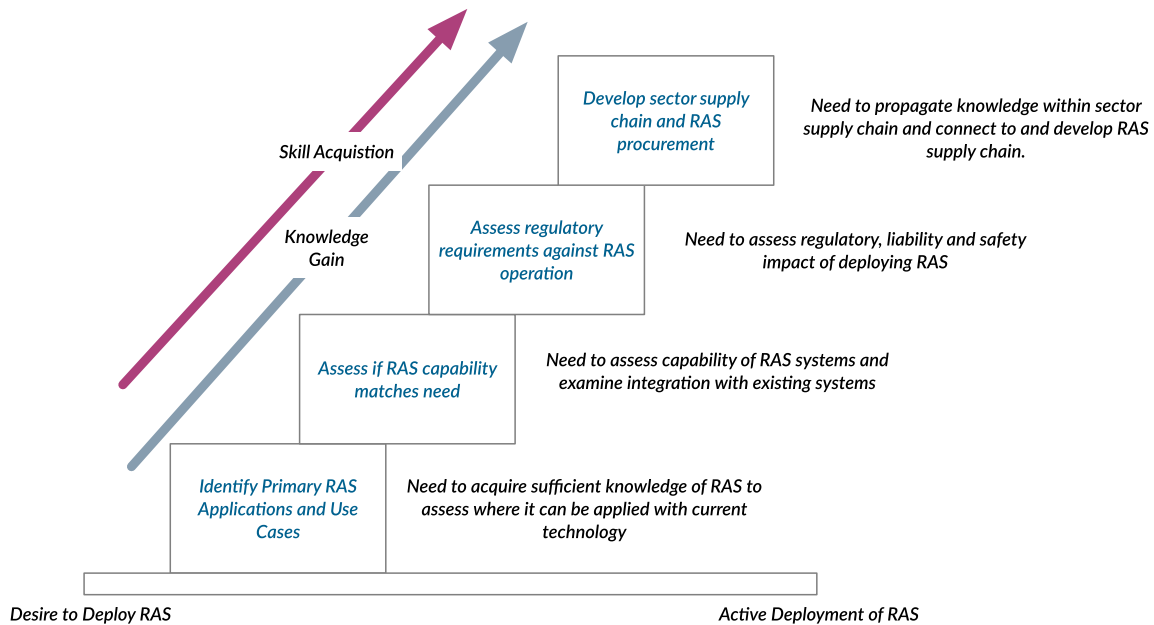 Skill Acquistion
Knowledge
Gain
Develop sector supply
chain and RAS
procurement
Need to propagate knowledge within sector
supply chain and connect to and develop RAS
supply chain.
Assess regulatory
requirements against RAS
operation
Need to assess regulatory, liability and safety
impact of deploying RAS
Assess if RAS capability
matches need
Need to assess capability of RAS systems and
examine integration with existing systems
Identify Primary RAS
Applications and Use
Cases
Need to acquire sufficient knowledge of RAS to
assess where it can be applied with current
technology
Desire to Deploy RAS
Active Deployment of RAS